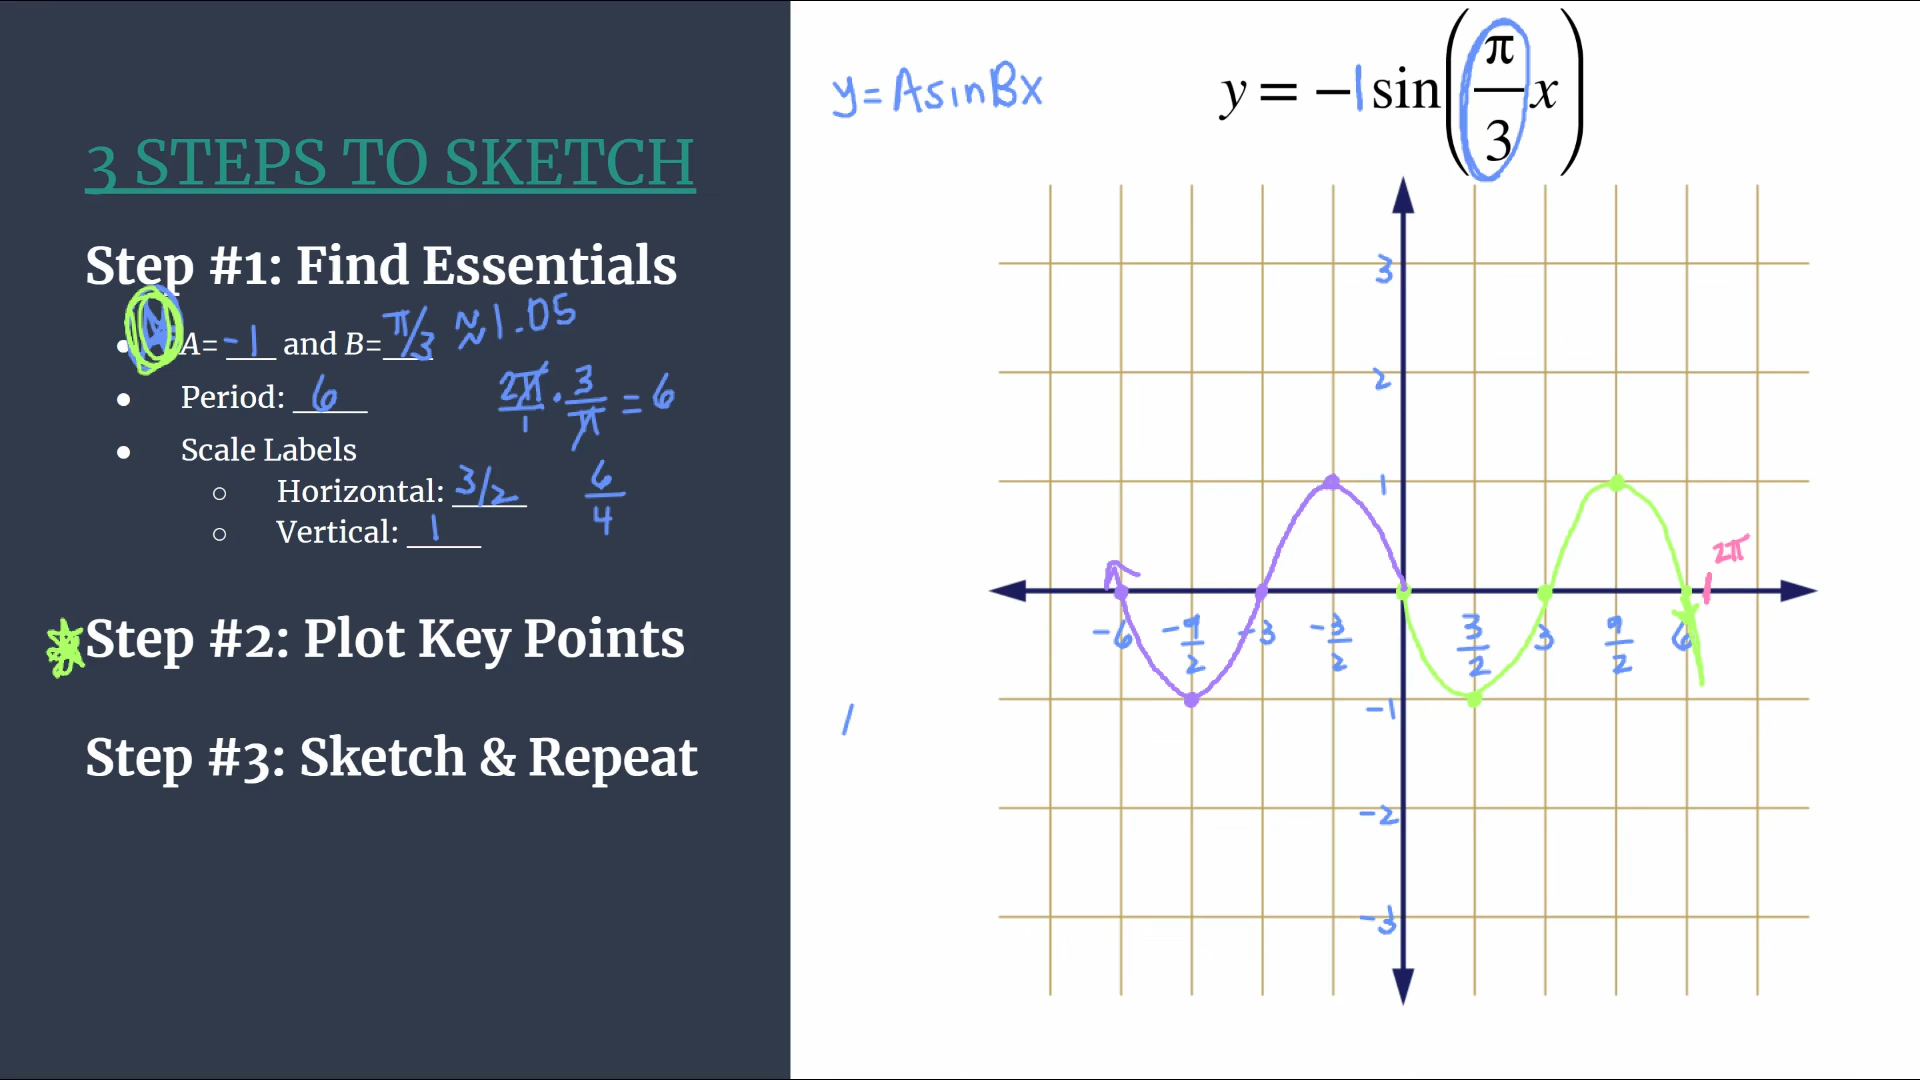 3 STEPS TO SKETCH
Step #1: Find Essentials
● A= -1 and B= π/3 ≈ 1.05
● Period: 6
2π/1 · 3/π = 6
● Scale Labels
○ Horizontal: 3/2
6/4
○ Vertical: 1
Step #2: Plot Key Points
Step #3: Sketch & Repeat
y = AsinBx
y = −1sin(π/3 x)
3
2
1
2π
-6 -9/2 -3 -3/2 3/2 3 9/2 6
-1
-2
-3